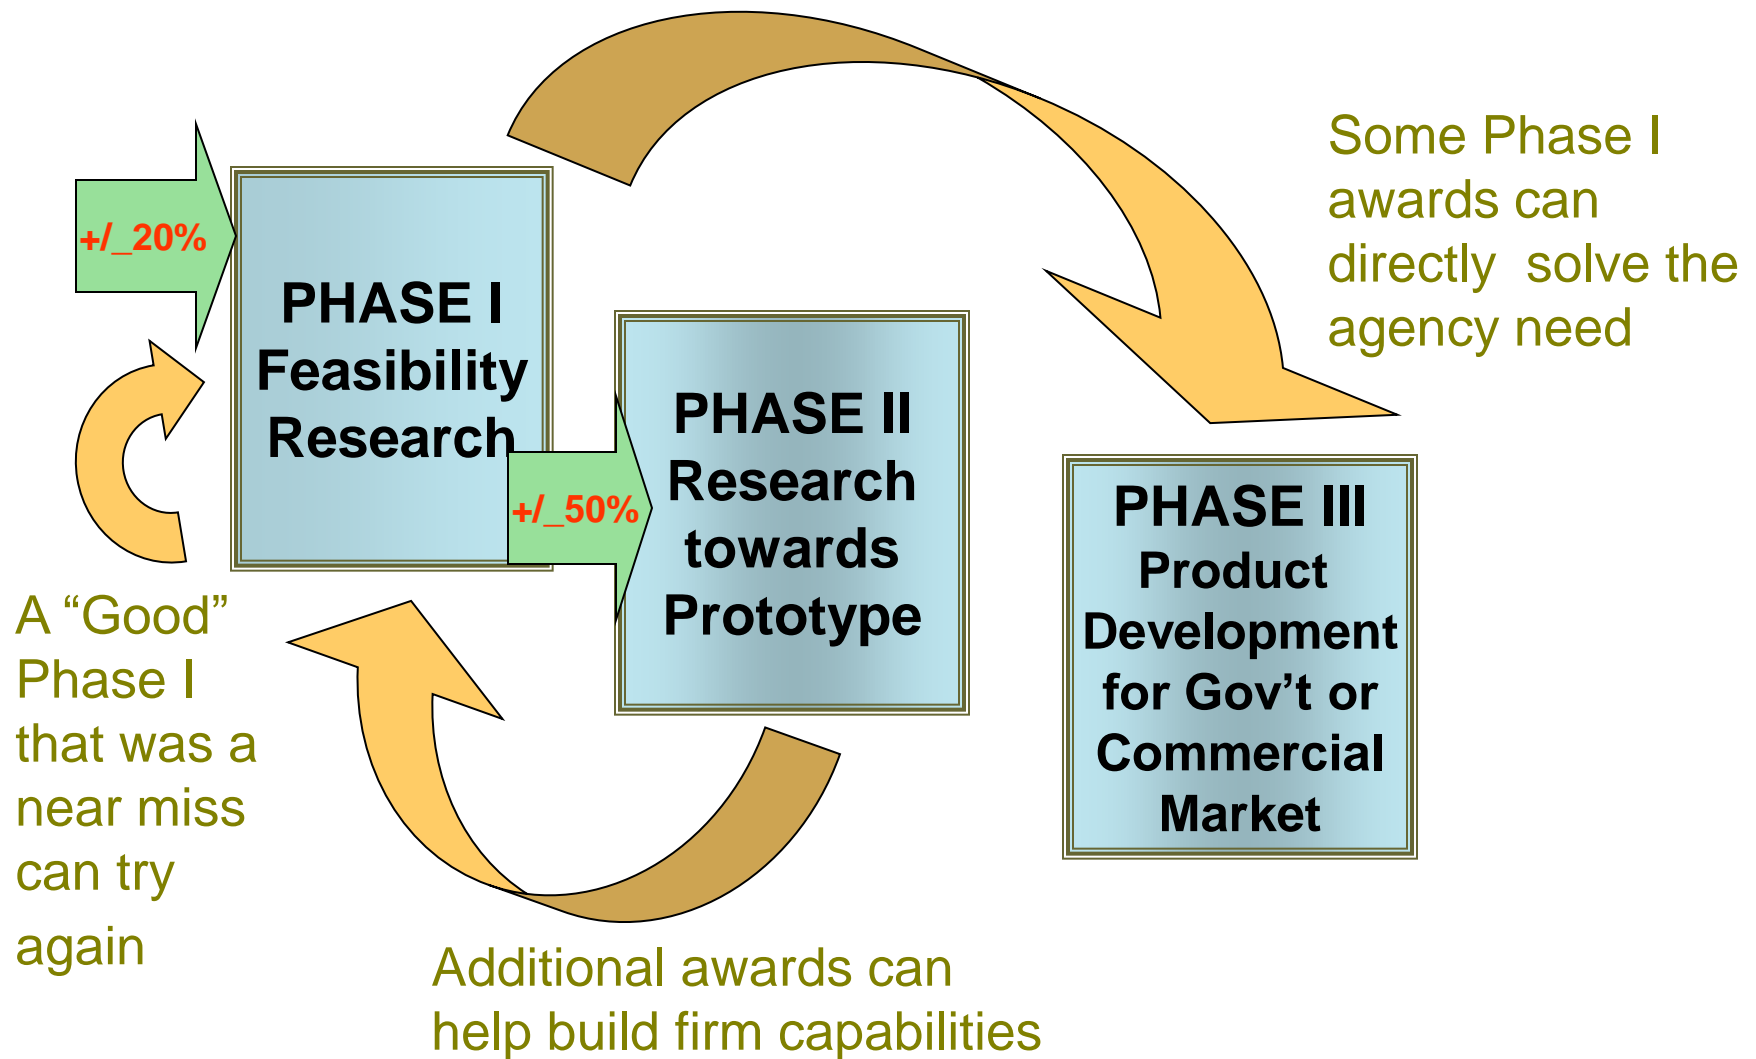 +/_20%
PHASE I
Feasibility
Research
+/_50%
PHASE II
Research
towards
Prototype
PHASE III
Product
Development
for Gov’t or
Commercial
Market
Some Phase I
awards can
directly  solve the
agency need
A “Good”
Phase I
that was a
near miss
can try
again
Additional awards can
help build firm capabilities